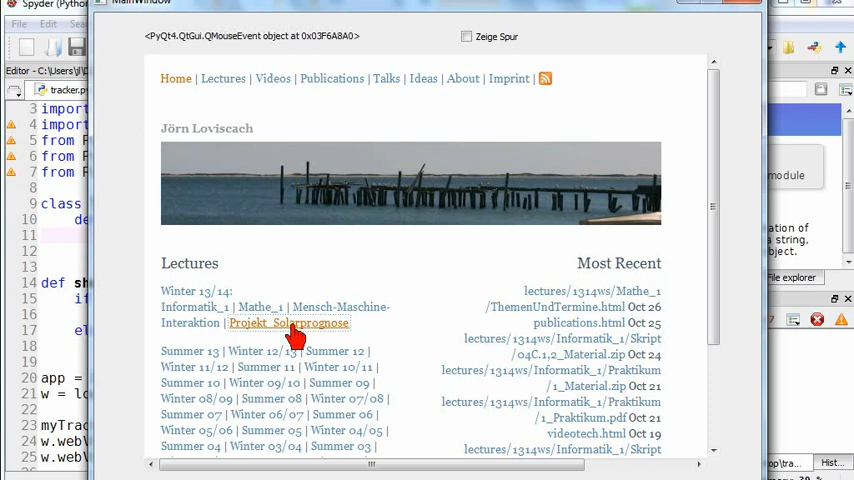 Spyder (Pytho
MainWindow
File Edit Sea
<PyQt4.QtGui.QMouseEvent object at 0x03F6A8A0>
Zeige Spur
Editor - C:\Users\jl\D
tracker.py
Home | Lectures | Videos | Publications | Talks | Ideas | About | Imprint |
3 import
4 import
5 from P
6 from P
7 from P
8
9 class
10 de
11
12
13
14 def sh
15 if
16
17 el
18
19
20 app =
21 w = lo
22
23 myTrac
24 w.webV
25 w.webV
Jörn Loviscach
Lectures
Winter 13/14:
Informatik_1 | Mathe_1 | Mensch-Maschine-
Interaktion | Projekt_Solarprognose
Summer 13 | Winter 12/13 | Summer 12 |
Winter 11/12 | Summer 11 | Winter 10/11 |
Summer 10 | Winter 09/10 | Summer 09 |
Winter 08/09 | Summer 08 | Winter 07/08 |
Summer 07 | Winter 06/07 | Summer 06 |
Winter 05/06 | Summer 05 | Winter 04/05 |
Summer 04 | Winter 03/04 | Summer 03 |
Most Recent
lectures/1314ws/Mathe_1
/ThemenUndTermine.html Oct 26
publications.html Oct 25
lectures/1314ws/Informatik_1/Skript
/04C.1,2_Material.zip Oct 24
lectures/1314ws/Informatik_1/Praktikum
/1_Material.zip Oct 21
lectures/1314ws/Informatik_1/Praktikum
/1_Praktikum.pdf Oct 21
videotech.html Oct 19
lectures/1314ws/Informatik_1/Skript
module
ation of
a string,
bject.
File explorer
op\tra...
Hist...